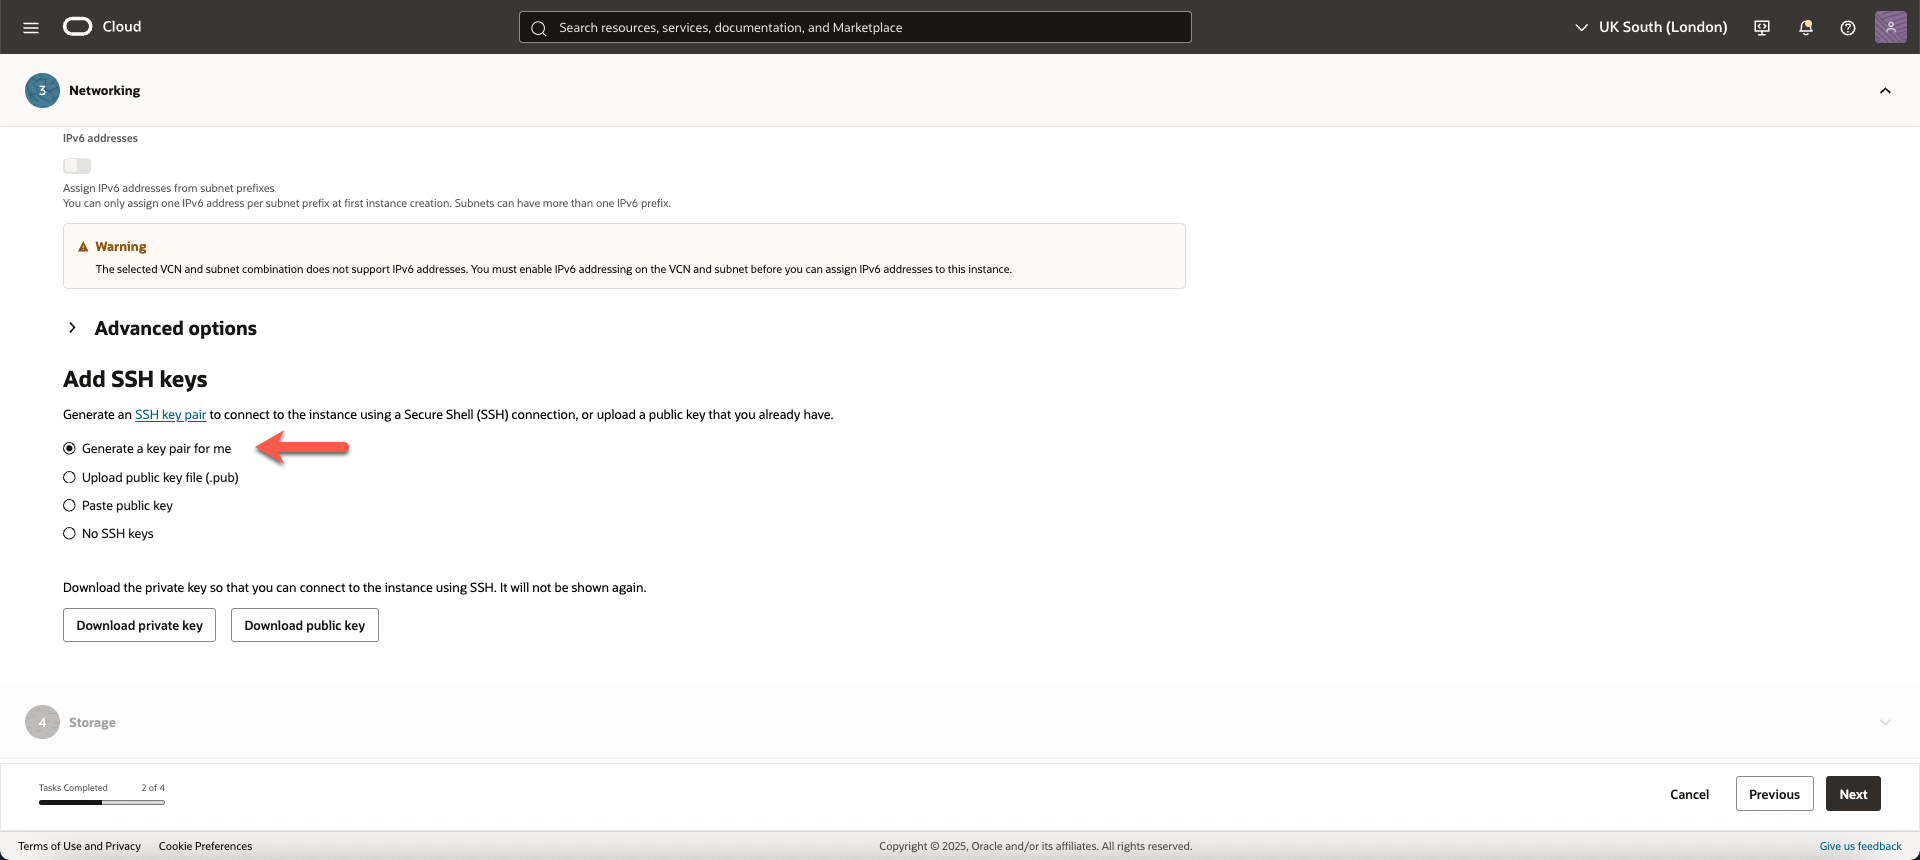 Cloud
Search resources, services, documentation, and Marketplace
UK South (London)
3
Networking
IPv6 addresses
Assign IPv6 addresses from subnet prefixes
You can only assign one IPv6 address per subnet prefix at first instance creation. Subnets can have more than one IPv6 prefix.
Warning
The selected VCN and subnet combination does not support IPv6 addresses. You must enable IPv6 addressing on the VCN and subnet before you can assign IPv6 addresses to this instance.
Advanced options
Add SSH keys
Generate an SSH key pair to connect to the instance using a Secure Shell (SSH) connection, or upload a public key that you already have.
Generate a key pair for me
Upload public key file (.pub)
Paste public key
No SSH keys
Download the private key so that you can connect to the instance using SSH. It will not be shown again.
Download private key
Download public key
4
Storage
Tasks Completed
2 of 4
Cancel
Previous
Next
Terms of Use and Privacy
Cookie Preferences
Copyright © 2025, Oracle and/or its affiliates. All rights reserved.
Give us feedback